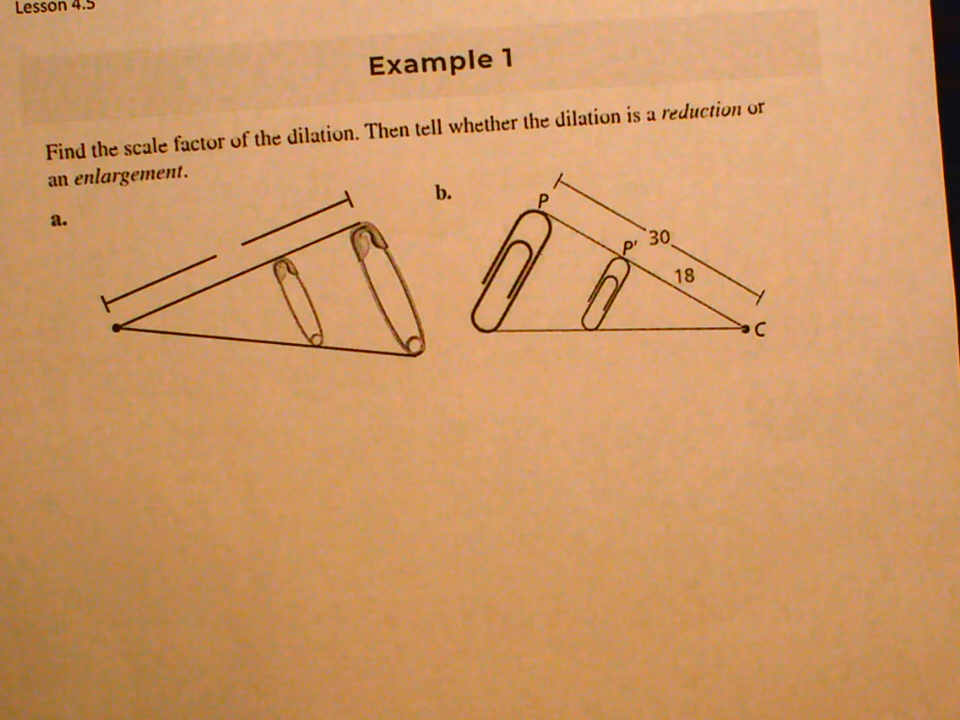 Lesson 4.5
Example 1
Find the scale factor of the dilation. Then tell whether the dilation is a reduction or
an enlargement.
a.
b.
P
P'
30
18
C